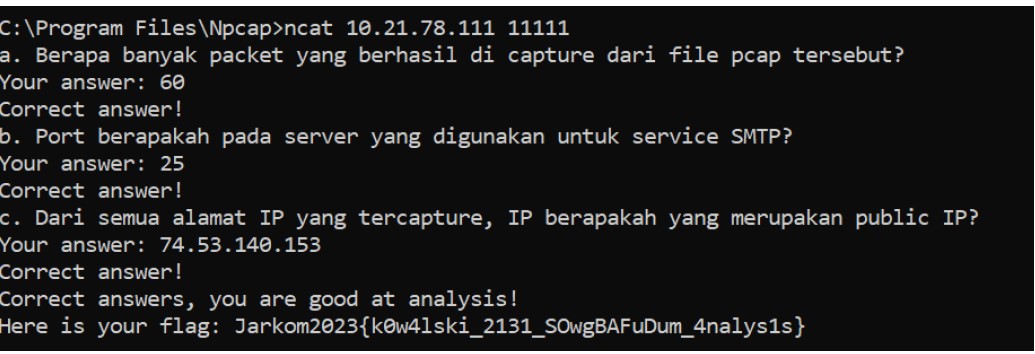 C:\Program Files\Npcap>ncat 10.21.78.111 11111
a. Berapa banyak packet yang berhasil di capture dari file pcap tersebut?
Your answer: 60
Correct answer!
b. Port berapakah pada server yang digunakan untuk service SMTP?
Your answer: 25
Correct answer!
c. Dari semua alamat IP yang tercapture, IP berapakah yang merupakan public IP?
Your answer: 74.53.140.153
Correct answer!
Correct answers, you are good at analysis!
Here is your flag: Jarkom2023{k0w4lski_2131_SOwgBAFuDum_4nalys1s}